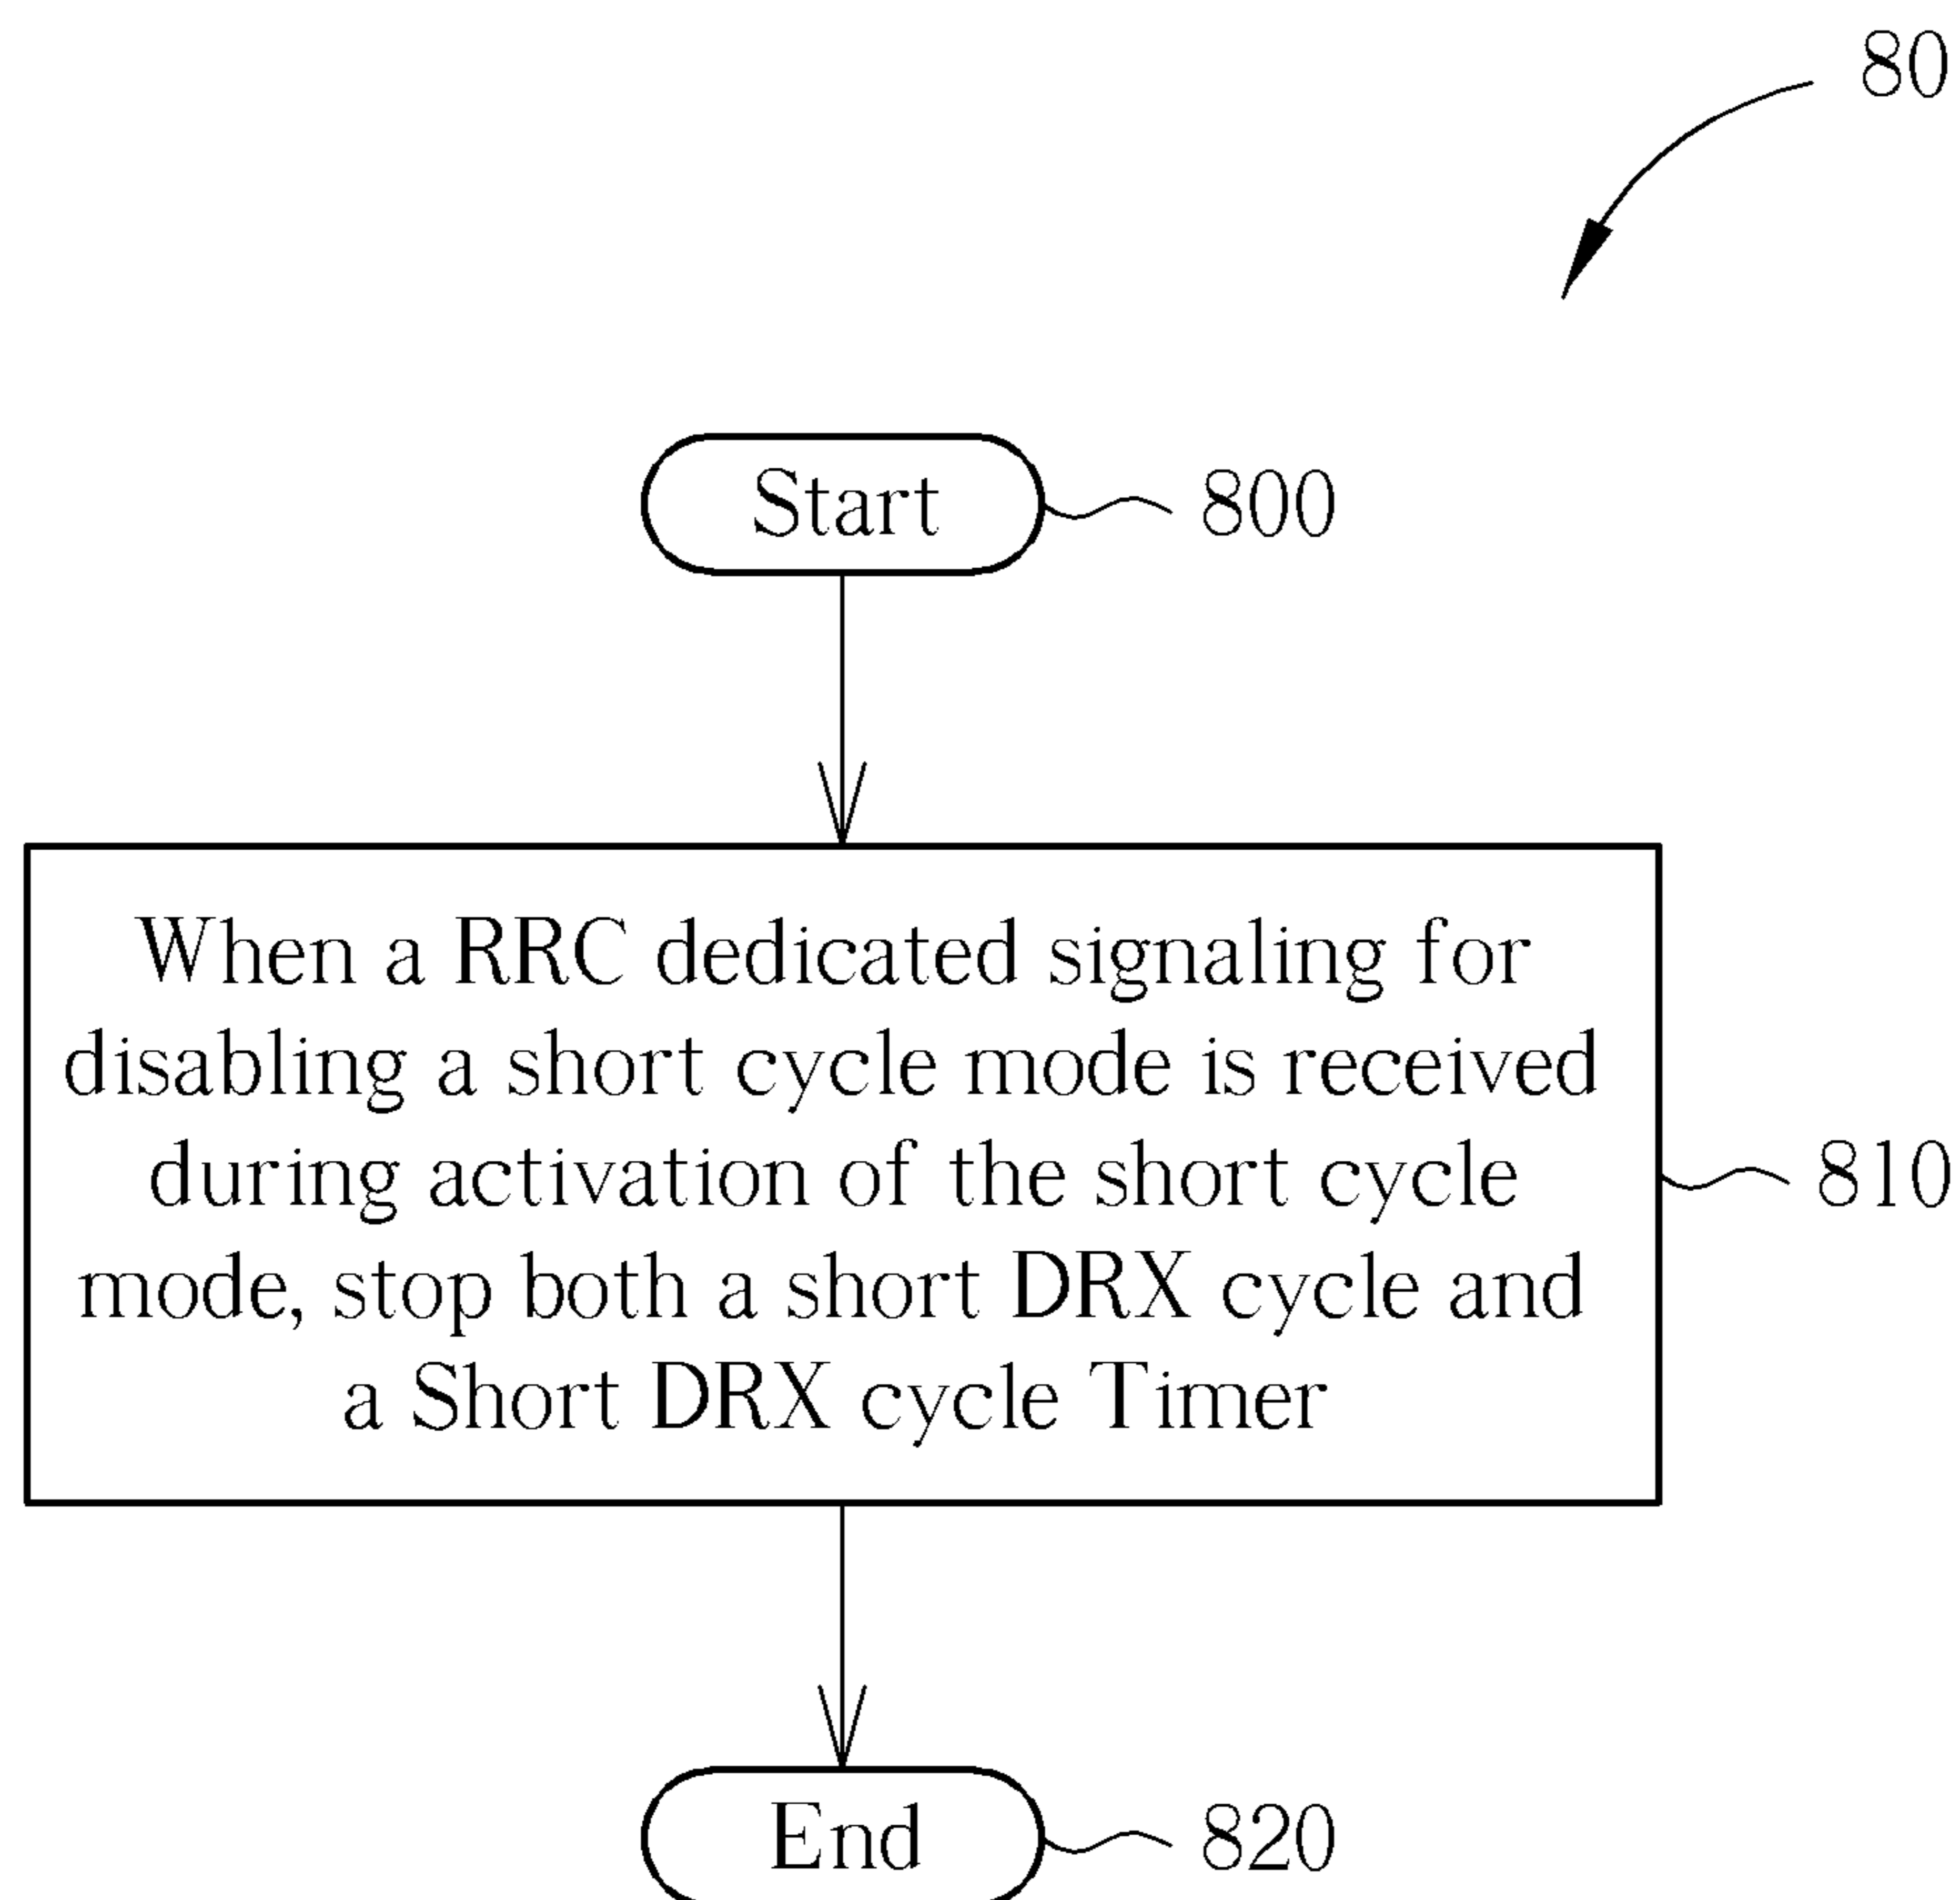 80
Start
800
When a RRC dedicated signaling for
disabling a short cycle mode is received
during activation of the short cycle
mode, stop both a short DRX cycle and
a Short DRX cycle Timer
810
End
820